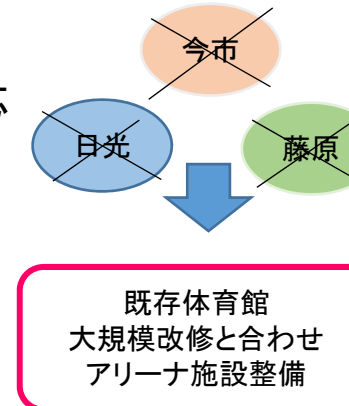 今市
日光
藤原
既存体育館
大規模改修と合わせ
アリーナ施設整備